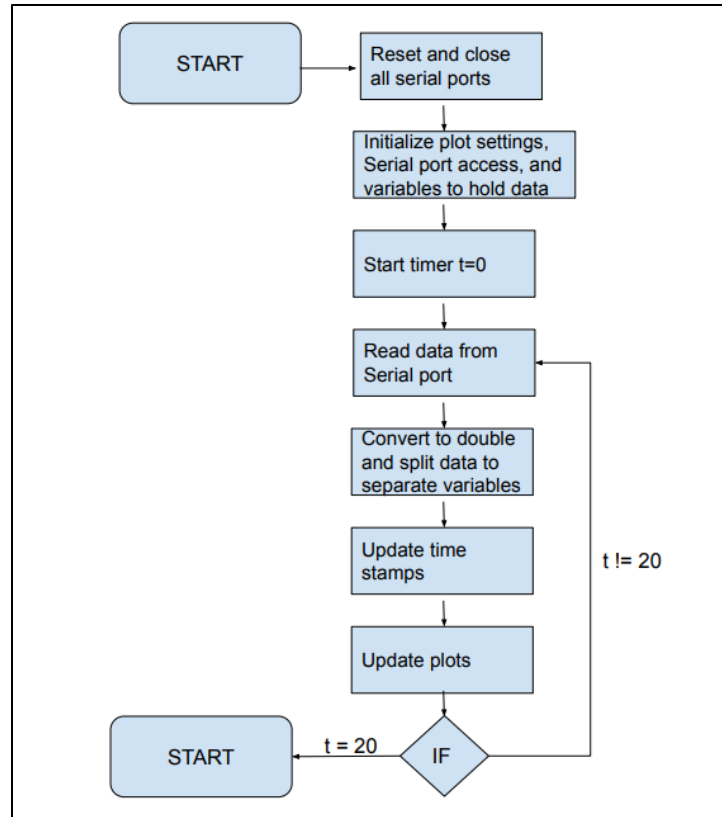 START
Reset and close
all serial ports
Initialize plot settings,
Serial port access, and
variables to hold data
Start timer t=0
Read data from
Serial port
Convert to double
and split data to
separate variables
Update time
stamps
t != 20
Update plots
START
t = 20
IF